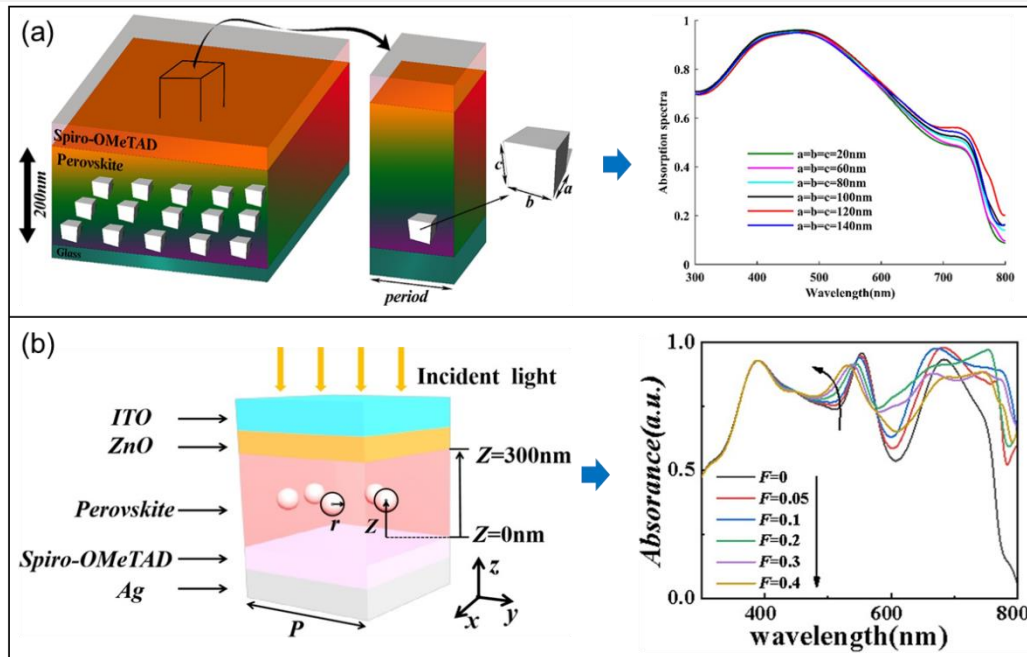 (a)
Spiro-OMeTAD
Perovskite
200nm
Glass
period
c
b
a
Absorption spectra
1
0.8
0.6
0.4
0.2
0
a=b=c=20nm
a=b=c=60nm
a=b=c=80nm
a=b=c=100nm
a=b=c=120nm
a=b=c=140nm
300 400 500 600 700 800
Wavelength(nm)
(b)
Incident light
ITO
ZnO
Perovskite
Spiro-OMeTAD
Ag
Z=300nm
r
Z
Z=0nm
P
z
x
y
Absorance(a.u.)
1.0
0.5
0.0
F=0
F=0.05
F=0.1
F=0.2
F=0.3
F=0.4
400 600 800
wavelength(nm)